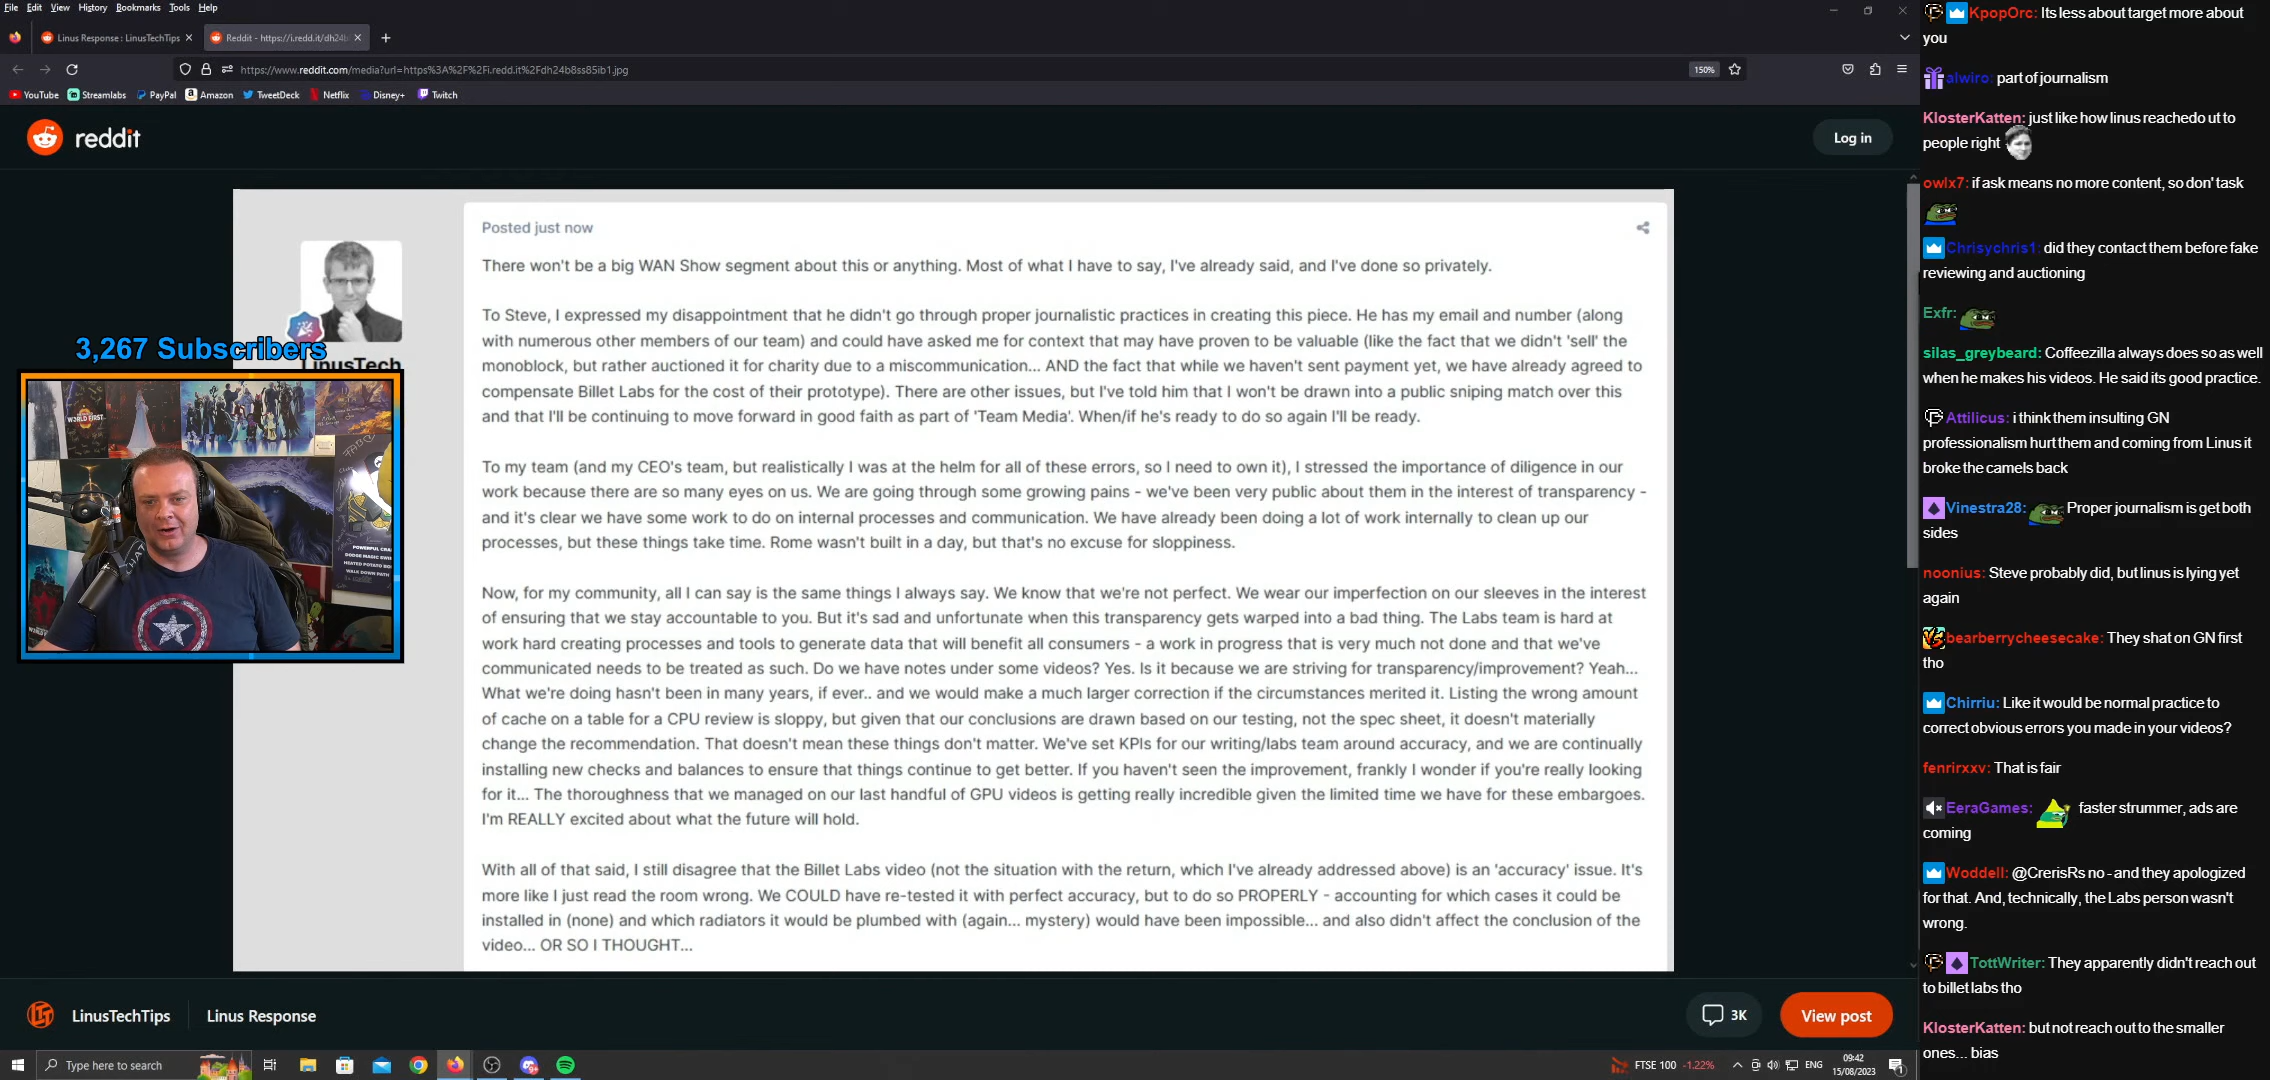 File Edit View History Bookmarks Tools Help
Linus Response : LinusTechTips
Reddit - https://i.redd.it/dh24b
https://www.reddit.com/media?url=https%3A%2F%2Fi.redd.it%2Fdh24b8ss85ib1.jpg
150%
YouTube Streamlabs PayPal Amazon TweetDeck Netflix Disney+ Twitch
reddit
Log in
Posted just now
There won't be a big WAN Show segment about this or anything. Most of what I have to say, I've already said, and I've done so privately.
To Steve, I expressed my disappointment that he didn't go through proper journalistic practices in creating this piece. He has my email and number (along
with numerous other members of our team) and could have asked me for context that may have proven to be valuable (like the fact that we didn't 'sell' the
monoblock, but rather auctioned it for charity due to a miscommunication... AND the fact that while we haven't sent payment yet, we have already agreed to
compensate Billet Labs for the cost of their prototype). There are other issues, but I've told him that I won't be drawn into a public sniping match over this
and that I'll be continuing to move forward in good faith as part of 'Team Media'. When/if he's ready to do so again I'll be ready.
To my team (and my CEO's team, but realistically I was at the helm for all of these errors, so I need to own it), I stressed the importance of diligence in our
work because there are so many eyes on us. We are going through some growing pains - we've been very public about them in the interest of transparency -
and it's clear we have some work to do on internal processes and communication. We have already been doing a lot of work internally to clean up our
processes, but these things take time. Rome wasn't built in a day, but that's no excuse for sloppiness.
Now, for my community, all I can say is the same things I always say. We know that we're not perfect. We wear our imperfection on our sleeves in the interest
of ensuring that we stay accountable to you. But it's sad and unfortunate when this transparency gets warped into a bad thing. The Labs team is hard at
work hard creating processes and tools to generate data that will benefit all consumers - a work in progress that is very much not done and that we've
communicated needs to be treated as such. Do we have notes under some videos? Yes. Is it because we are striving for transparency/improvement? Yeah...
What we're doing hasn't been in many years, if ever.. and we would make a much larger correction if the circumstances merited it. Listing the wrong amount
of cache on a table for a CPU review is sloppy, but given that our conclusions are drawn based on our testing, not the spec sheet, it doesn't materially
change the recommendation. That doesn't mean these things don't matter. We've set KPIs for our writing/labs team around accuracy, and we are continually
installing new checks and balances to ensure that things continue to get better. If you haven't seen the improvement, frankly I wonder if you're really looking
for it... The thoroughness that we managed on our last handful of GPU videos is getting really incredible given the limited time we have for these embargoes.
I'm REALLY excited about what the future will hold.
With all of that said, I still disagree that the Billet Labs video (not the situation with the return, which I've already addressed above) is an 'accuracy' issue. It's
more like I just read the room wrong. We COULD have re-tested it with perfect accuracy, but to do so PROPERLY - accounting for which cases it could be
installed in (none) and which radiators it would be plumbed with (again... mystery) would have been impossible... and also didn't affect the conclusion of the
video... OR SO I THOUGHT...
3,267 Subscribers
LinusTech
WORLD FIRST
CHAT
LinusTechTips
Linus Response
3K
View post
Type here to search
FTSE 100 -1.22%
ENG
09:42
15/08/2023
KpopOrc: Its less about target more about
you
alwiro: part of journalism
KlosterKatten: just like how linus reachedo ut to
people right
owlx7: if ask means no more content, so don' task
Chrisychris1: did they contact them before fake
reviewing and auctioning
Exfr:
silas_greybeard: Coffeezilla always does so as well
when he makes his videos. He said its good practice.
Attilicus: i think them insulting GN
professionalism hurt them and coming from Linus it
broke the camels back
Vinestra28: Proper journalism is get both
sides
noonius: Steve probably did, but linus is lying yet
again
bearberrycheesecake: They shat on GN first
tho
Chirriu: Like it would be normal practice to
correct obvious errors you made in your videos?
fenrirxxv: That is fair
EeraGames: faster strummer, ads are
coming
Woddell: @CrerisRs no - and they apologized
for that. And, technically, the Labs person wasn't
wrong.
TottWriter: They apparently didn't reach out
to billet labs tho
KlosterKatten: but not reach out to the smaller
ones... bias